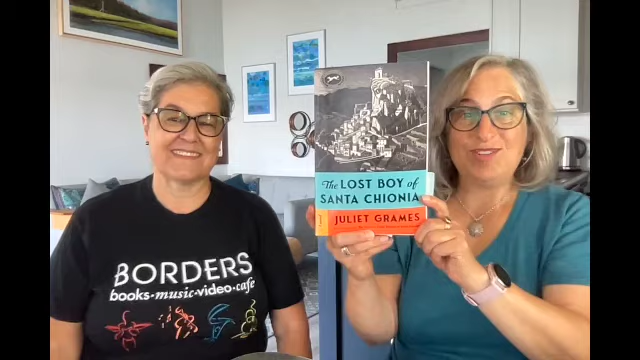 The LOST BOY of
SANTA CHIONIA
JULIET GRAMES
BORDERS
books·music·video·cafe